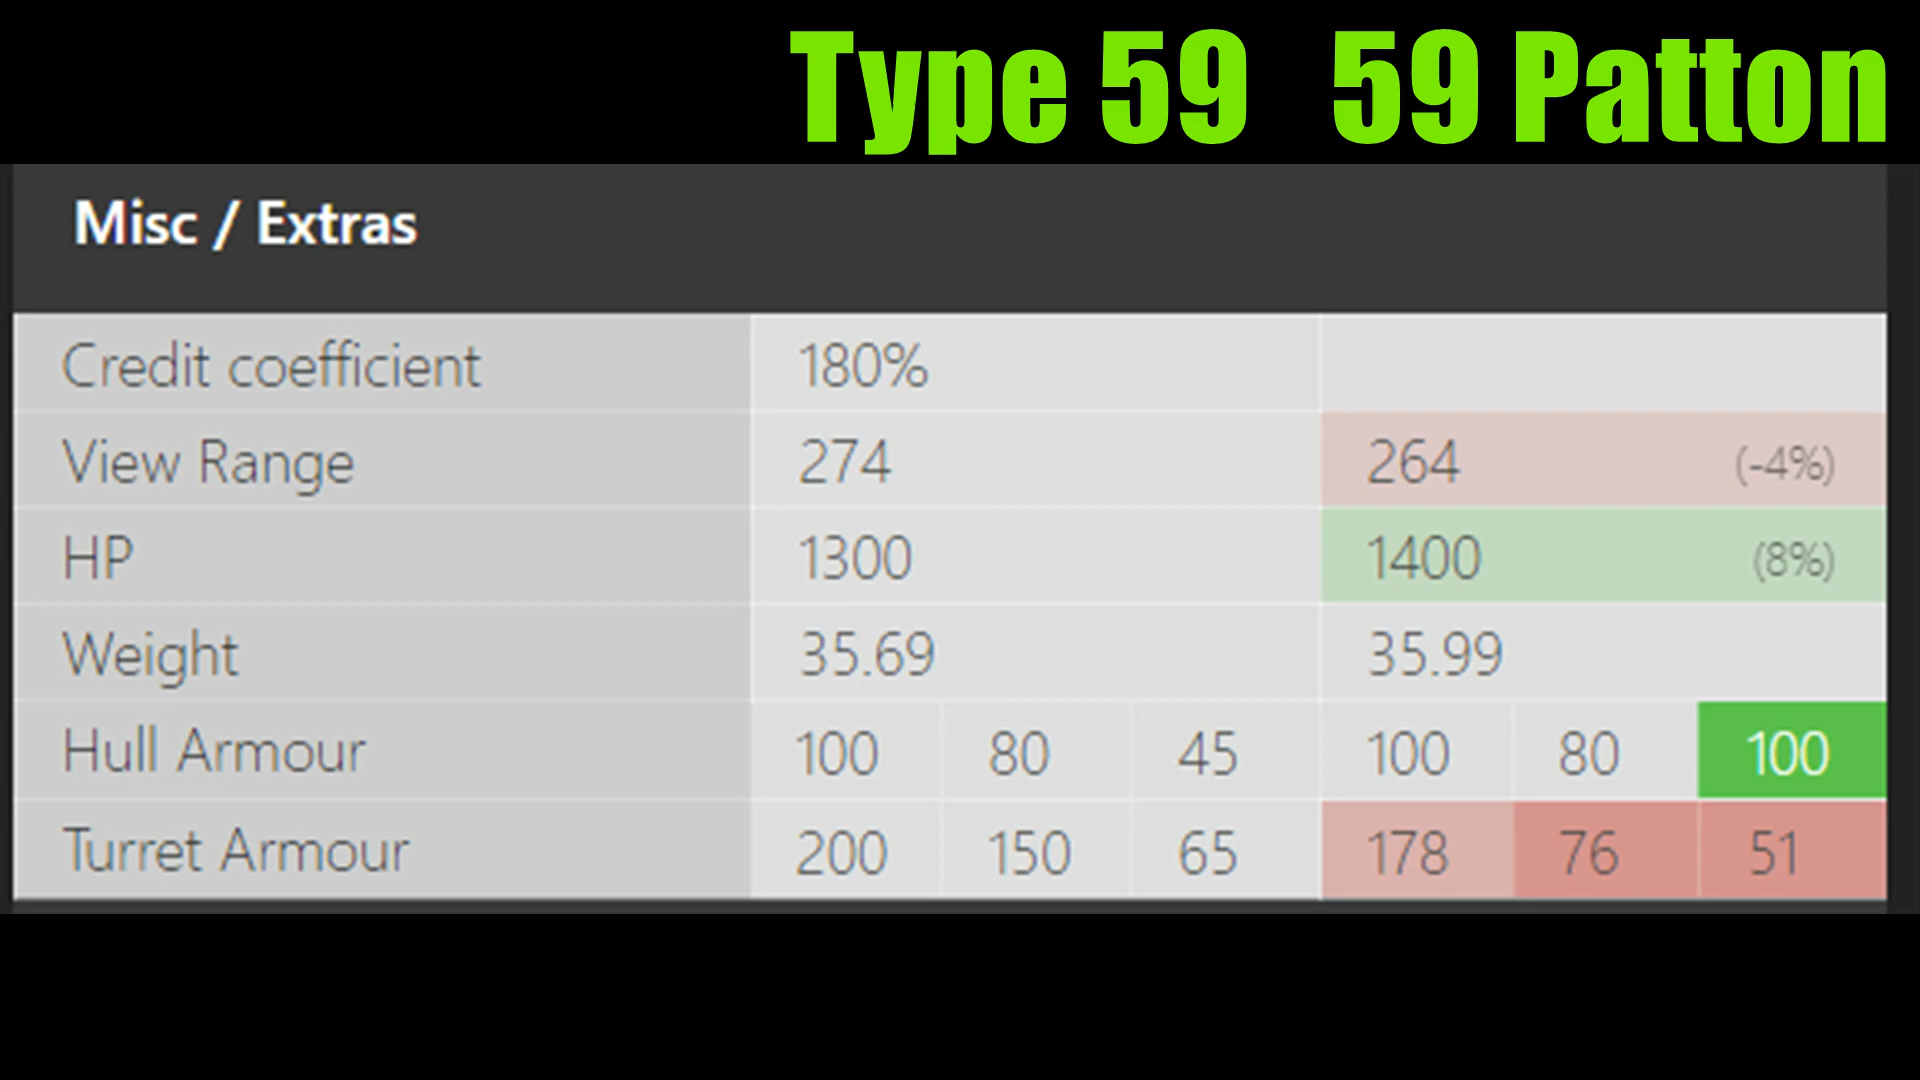 Type 59 59 Patton
Misc / Extras
Credit coefficient 180%
View Range 274 264 (-4%)
HP 1300 1400 (8%)
Weight 35.69 35.99
Hull Armour 100 80 45 100 80 100
Turret Armour 200 150 65 178 76 51